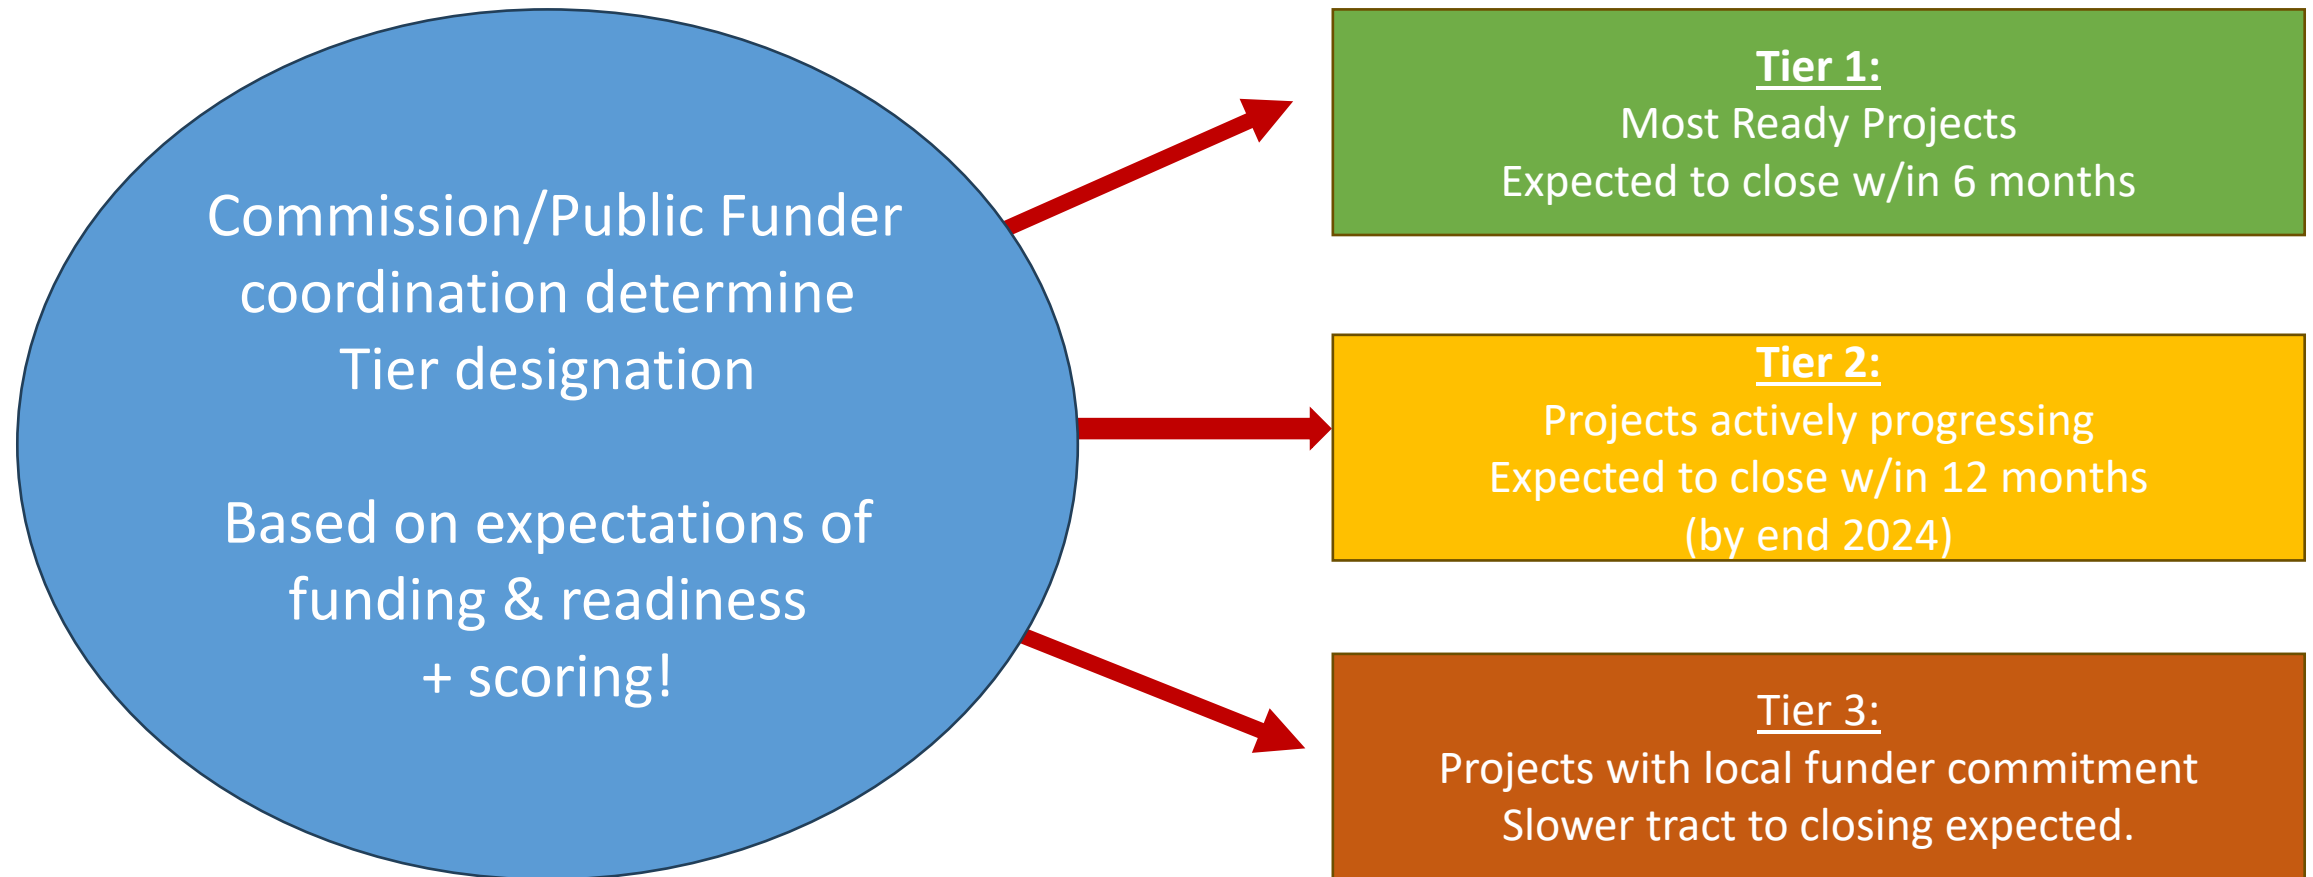 Commission/Public Funder
coordination determine
Tier designation
Based on expectations of
funding & readiness
+ scoring!
Tier 1:
Most Ready Projects
Expected to close w/in 6 months
Tier 2:
Projects actively progressing
Expected to close w/in 12 months
(by end 2024)
Tier 3:
Projects with local funder commitment
Slower tract to closing expected.